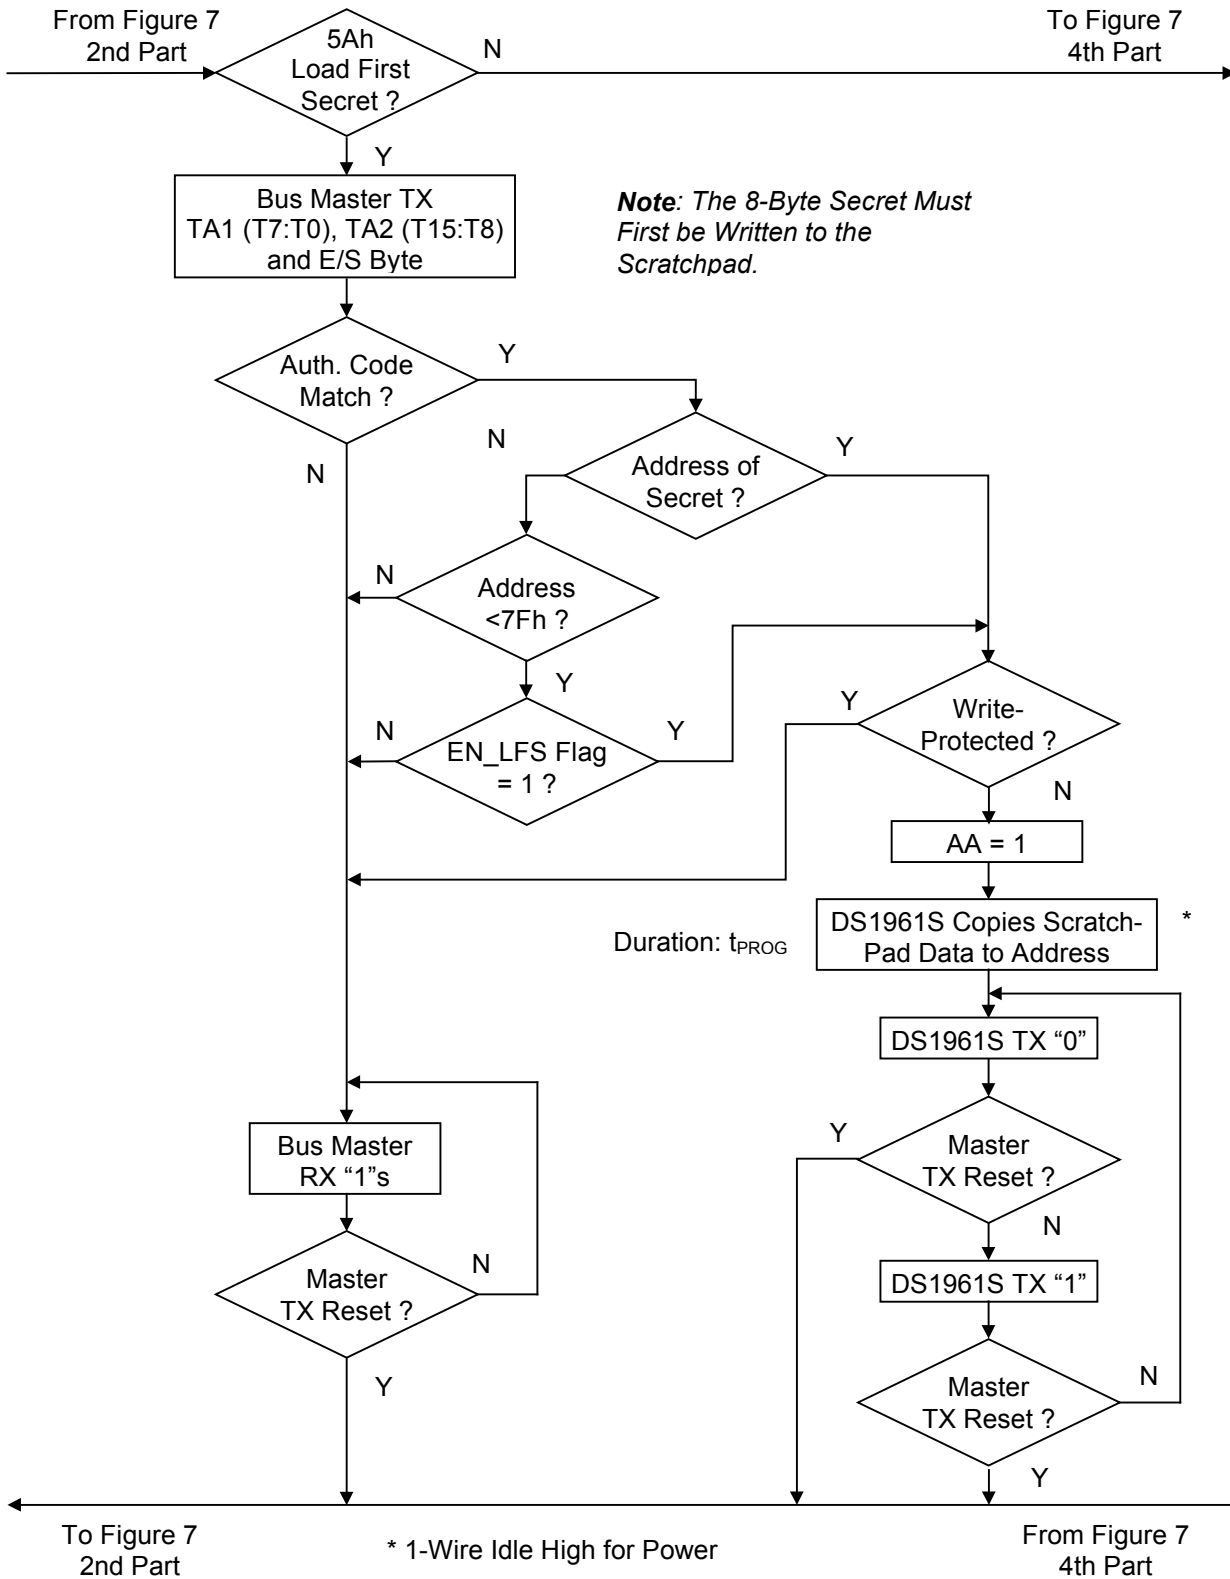 From Figure 7
2nd Part
5Ah
Load First
Secret ?
N
To Figure 7
4th Part
Y
Bus Master TX
TA1 (T7:T0), TA2 (T15:T8)
and E/S Byte
Note: The 8-Byte Secret Must
First be Written to the
Scratchpad.
Auth. Code
Match ?
Y
N
Address of
Secret ?
N
Y
Address
<7Fh ?
N
Y
EN_LFS Flag
= 1 ?
N
Y
Write-
Protected ?
Y
N
AA = 1
DS1961S Copies Scratch-
Pad Data to Address
*
Duration: tPROG
DS1961S TX “0”
Master
TX Reset ?
Y
N
DS1961S TX “1”
Master
TX Reset ?
N
Y
Bus Master
RX “1”s
Master
TX Reset ?
N
Y
To Figure 7
2nd Part
* 1-Wire Idle High for Power
From Figure 7
4th Part